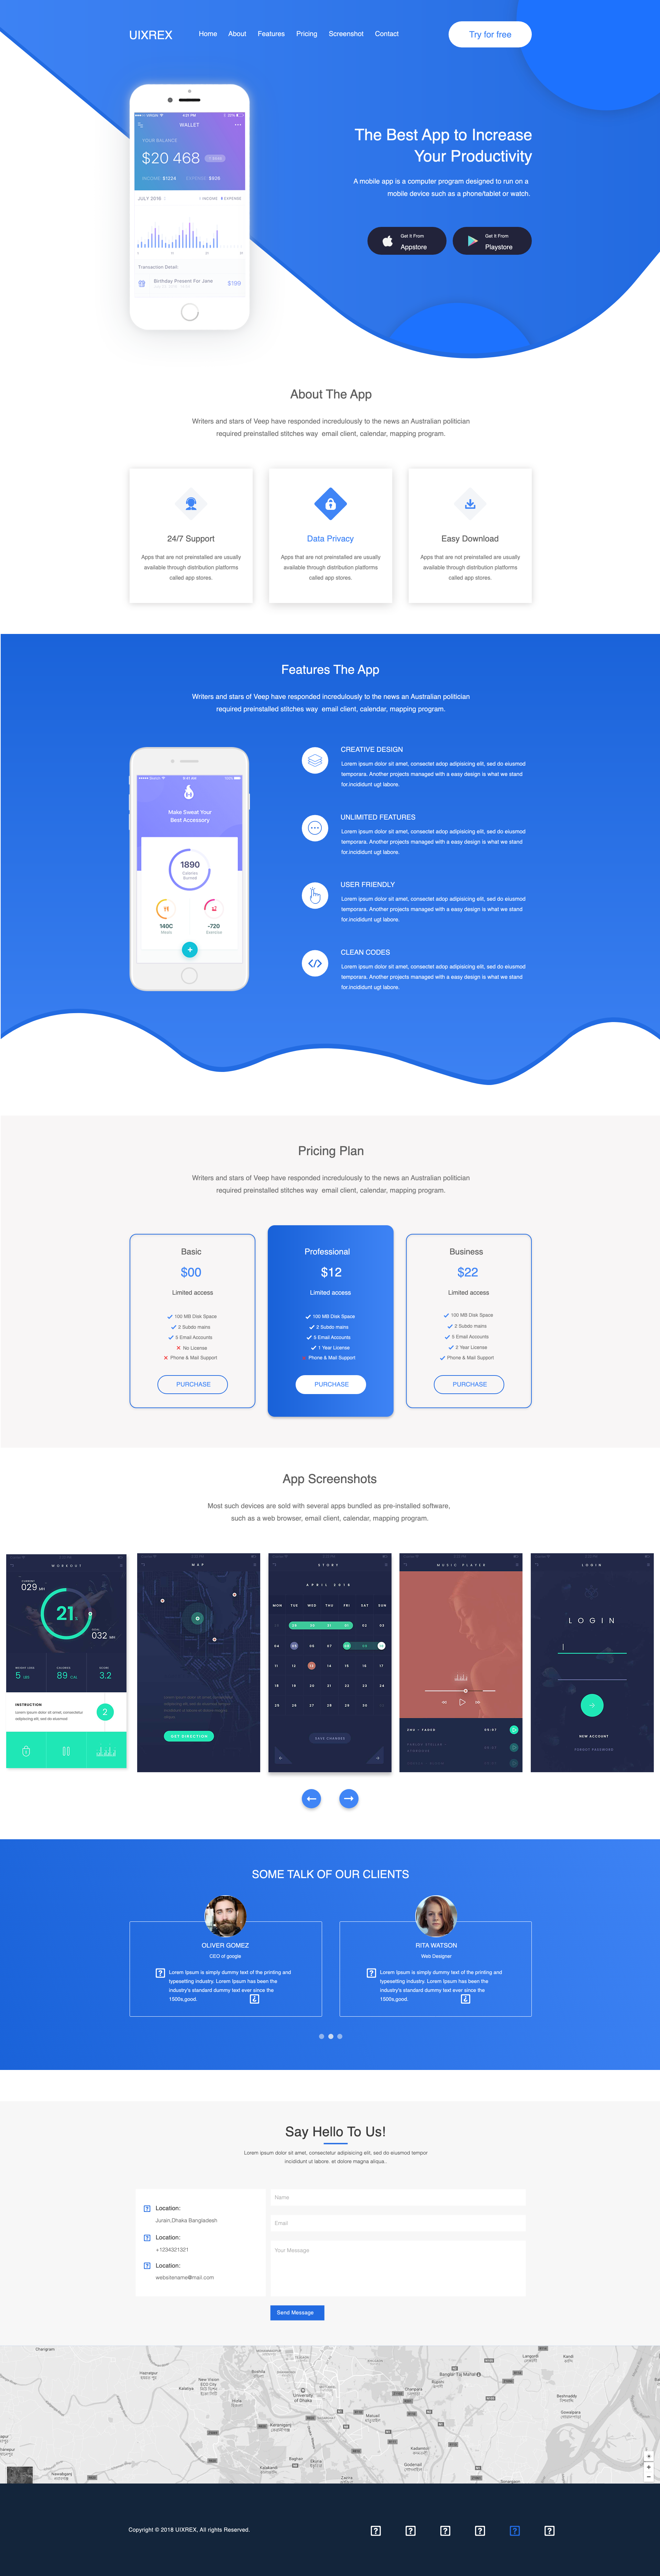 UIXREX
Home About Features Pricing Screenshot Contact
Try for free
WALLET
YOUR BALANCE
$20 468
INCOME $1224 EXPENSE $926
JULY 2015
INCOME EXPENSE
Transaction Detail
Birthday Present For Jane
$199
The Best App to Increase
Your Productivity
A mobile app is a computer program designed to run on a
mobile device such as a phone/tablet or watch.
Get It From
Appstore
Get It From
Playstore
About The App
Writers and stars of Veep have responded incredulously to the news an Australian politician
required preinstalled stitches way email client, calendar, mapping program.
24/7 Support
Apps that are not preinstalled are usually
available through distribution platforms
called app stores.
Data Privacy
Apps that are not preinstalled are usually
available through distribution platforms
called app stores.
Easy Download
Apps that are not preinstalled are usually
available through distribution platforms
called app stores.
Features The App
Writers and stars of Veep have responded incredulously to the news an Australian politician
required preinstalled stitches way email client, calendar, mapping program.
Make Sweat Your
Best Accessory
1890
Calories
Burned
140C
-720
CREATIVE DESIGN
Lorem ipsum dolor sit amet, consectet adop adipisicing elit, sed do eiusmod
temporara. Another projects managed with a easy design is what we stand
for.incididunt ugt labore.
UNLIMITED FEATURES
Lorem ipsum dolor sit amet, consectet adop adipisicing elit, sed do eiusmod
temporara. Another projects managed with a easy design is what we stand
for.incididunt ugt labore.
USER FRIENDLY
Lorem ipsum dolor sit amet, consectet adop adipisicing elit, sed do eiusmod
temporara. Another projects managed with a easy design is what we stand
for.incididunt ugt labore.
CLEAN CODES
Lorem ipsum dolor sit amet, consectet adop adipisicing elit, sed do eiusmod
temporara. Another projects managed with a easy design is what we stand
for.incididunt ugt labore.
Pricing Plan
Writers and stars of Veep have responded incredulously to the news an Australian politician
required preinstalled stitches way email client, calendar, mapping program.
Basic
$00
Limited access
100 MB Disk Space
2 Subdo mains
5 Email Accounts
No License
Phone & Mail Support
PURCHASE
Professional
$12
Limited access
100 MB Disk Space
2 Subdo mains
5 Email Accounts
1 Year License
Phone & Mail Support
PURCHASE
Business
$22
Limited access
100 MB Disk Space
2 Subdo mains
5 Email Accounts
2 Year License
Phone & Mail Support
PURCHASE
App Screenshots
Most such devices are sold with several apps bundled as pre-installed software,
such as a web browser, email client, calendar, mapping program.
WORKOUT
029
21
032
5
89 CAL
3.2
INSTRUCTION
Lorem ipsum dolor sit amet, consectetur
adipiscing elit, sed do eiusmod
2
MAP
GET DIRECTION
STORY
APRIL 2018
MON TUE WED THU FRI SAT SUN
SAVE CHANGES
MUSIC PLAYER
LOGIN
LOGIN
NEW ACCOUNT
FORGOT PASSWORD
SOME TALK OF OUR CLIENTS
OLIVER GOMEZ
CEO of google
Lorem Ipsum is simply dummy text of the printing and
typesetting industry. Lorem Ipsum has been the
industry's standard dummy text ever since the
1500s,good.
RITA WATSON
Web Designer
Lorem Ipsum is simply dummy text of the printing and
typesetting industry. Lorem Ipsum has been the
industry's standard dummy text ever since the
1500s,good.
Say Hello To Us!
Lorem ipsum dolor sit amet, consectetur adipisicing elit, sed do eiusmod tempor
incididunt ut labore. et dolore magna aliqua.
Location:
Jurain,Dhaka Bangladesh
Location:
+1234321321
Location:
websitename@mail.com
Name
Email
Your Message
Send Message
University
of Dhaka
Copyright © 2018 UIXREX, All rights Reserved.